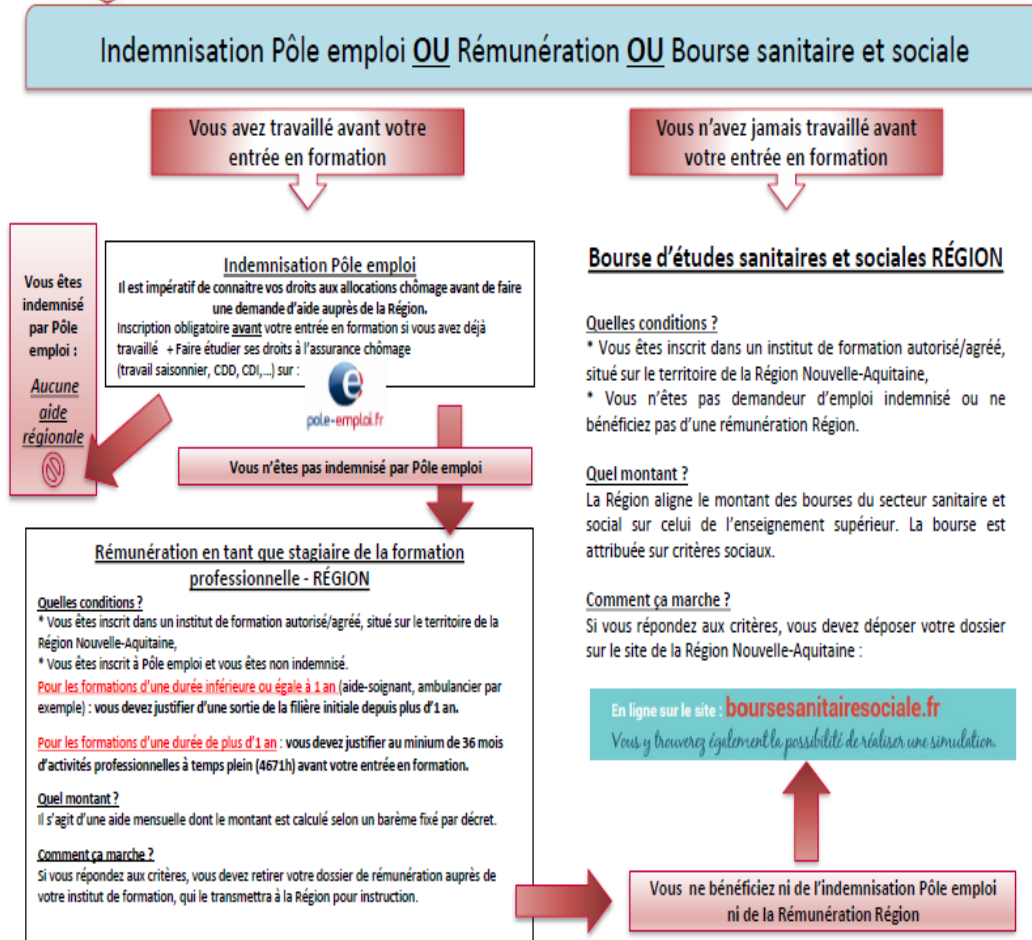 Indemnisation Pôle emploi OU Rémunération OU Bourse sanitaire et sociale
Vous avez travaillé avant votre
entrée en formation
Vous n'avez jamais travaillé avant
votre entrée en formation
Vous êtes
indemnisé
par Pôle
emploi :
Aucune
aide
régionale
Indemnisation Pôle emploi
Il est impératif de connaitre vos droits aux allocations chômage avant de faire
une demande d'aide auprès de la Région.
Inscription obligatoire avant votre entrée en formation si vous avez déjà
travaillé + Faire étudier ses droits à l'assurance chômage
(travail saisonnier, CDD, CDI,...) sur :
e
pole-emploi.fr
Vous n'êtes pas indemnisé par Pôle emploi
Rémunération en tant que stagiaire de la formation
professionnelle - RÉGION
Quelles conditions ?
* Vous êtes inscrit dans un institut de formation autorisé/agréé, situé sur le territoire de la
Région Nouvelle-Aquitaine,
* Vous êtes inscrit à Pôle emploi et vous êtes non indemnisé.
Pour les formations d'une durée inférieure ou égale à 1 an (aide-soignant, ambulancier par
exemple) : vous devez justifier d'une sortie de la filière initiale depuis plus d'1 an.
Pour les formations d'une durée de plus d'1 an : vous devez justifier au minium de 36 mois
d'activités professionnelles à temps plein (4671h) avant votre entrée en formation.
Quel montant ?
Il s'agit d'une aide mensuelle dont le montant est calculé selon un barème fixé par décret.
Comment ça marche ?
Si vous répondez aux critères, vous devez retirer votre dossier de rémunération auprès de
votre institut de formation, qui le transmettra à la Région pour instruction.
Bourse d'études sanitaires et sociales RÉGION
Quelles conditions ?
* Vous êtes inscrit dans un institut de formation autorisé/agréé,
situé sur le territoire de la Région Nouvelle-Aquitaine,
* Vous n'êtes pas demandeur d'emploi indemnisé ou ne
bénéficiez pas d'une rémunération Région.
Quel montant ?
La Région aligne le montant des bourses du secteur sanitaire et
social sur celui de l'enseignement supérieur. La bourse est
attribuée sur critères sociaux.
Comment ça marche ?
Si vous répondez aux critères, vous devez déposer votre dossier
sur le site de la Région Nouvelle-Aquitaine :
En ligne sur le site : boursesanitairesociale.fr
Vous y trouverez également la possibilité de réaliser une simulation.
Vous ne bénéficiez ni de l'indemnisation Pôle emploi
ni de la Rémunération Région